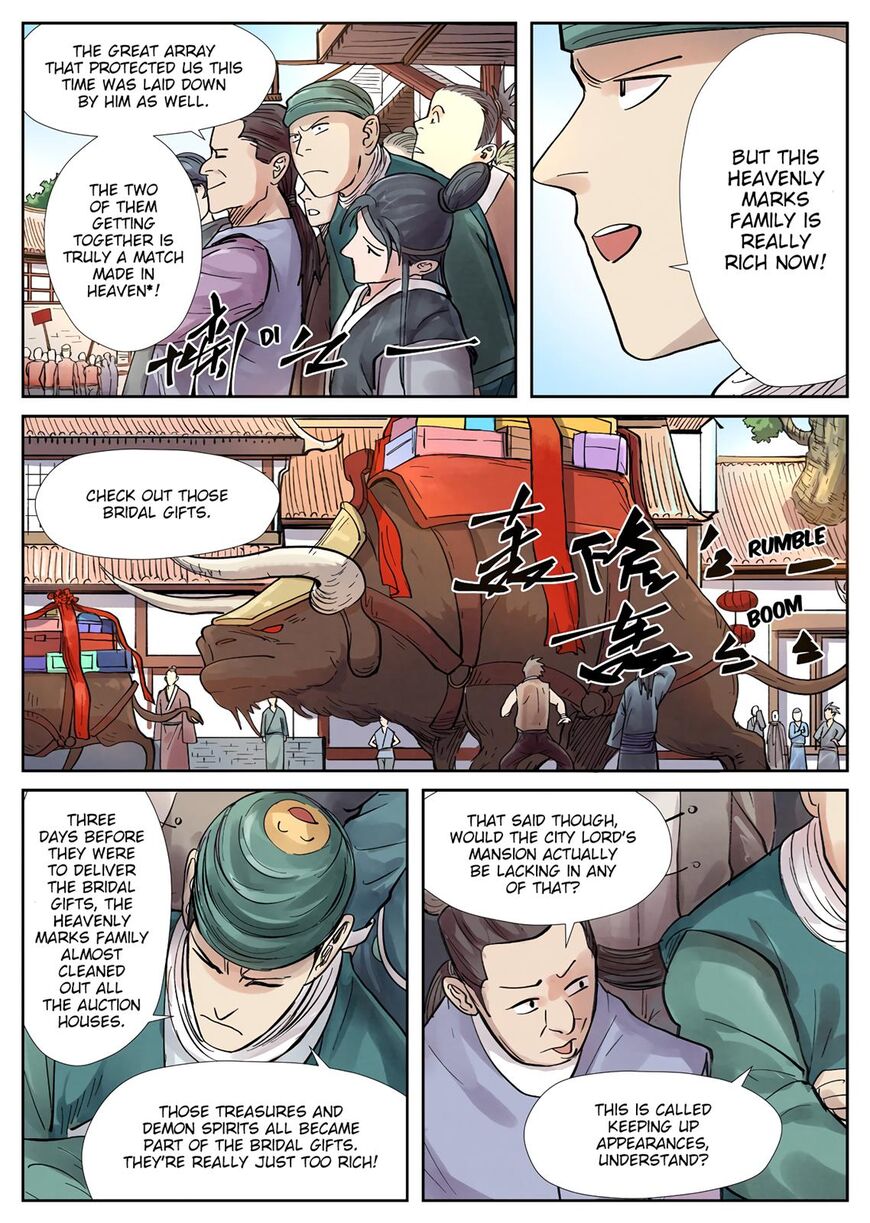 THE GREAT ARRAY
THAT PROTECTED US THIS
TIME WAS LAID DOWN
BY HIM AS WELL.
THE TWO
OF THEM
GETTING
TOGETHER IS
TRULY A MATCH
MADE IN
HEAVEN*!
DI
BUT THIS
HEAVENLY
MARKS
FAMILY IS
REALLY
RICH NOW!
CHECK OUT THOSE
BRIDAL GIFTS.
RUMBLE
BOOM
THREE
DAYS BEFORE
THEY WERE
TO DELIVER
THE BRIDAL
GIFTS, THE
HEAVENLY
MARKS FAMILY
ALMOST
CLEANED
OUT ALL
THE AUCTION
HOUSES.
THOSE TREASURES AND
DEMON SPIRITS ALL BECAME
PART OF THE BRIDAL GIFTS.
THEY'RE REALLY JUST TOO RICH!
THAT SAID THOUGH,
WOULD THE CITY LORD'S
MANSION ACTUALLY
BE LACKING IN ANY
OF THAT?
THIS IS CALLED
KEEPING UP
APPEARANCES,
UNDERSTAND?